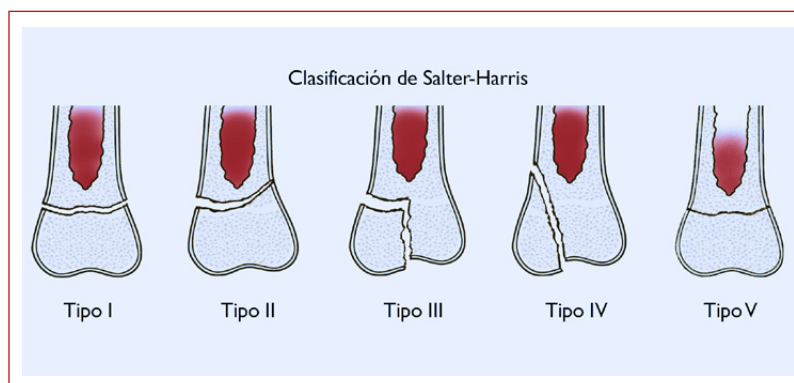 Clasificación de Salter-Harris
Tipo I
Tipo II
Tipo III
Tipo IV
Tipo V